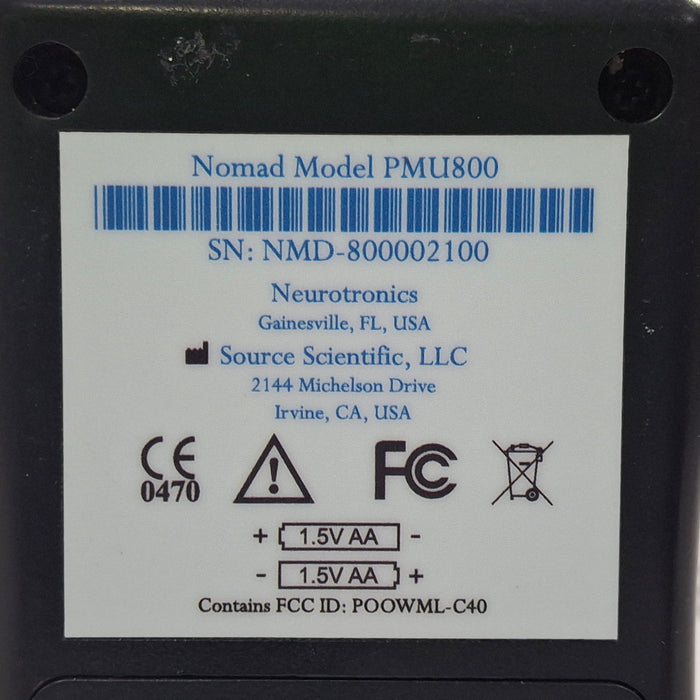 Nomad Model PMU800
SN: NMD-800002100
Neurotronics
Gainesville, FL, USA
Source Scientific, LLC
2144 Michelson Drive
Irvine, CA, USA
CE FC
0470
+ 1.5V AA -
- 1.5V AA +
Contains FCC ID: POOWML-C40